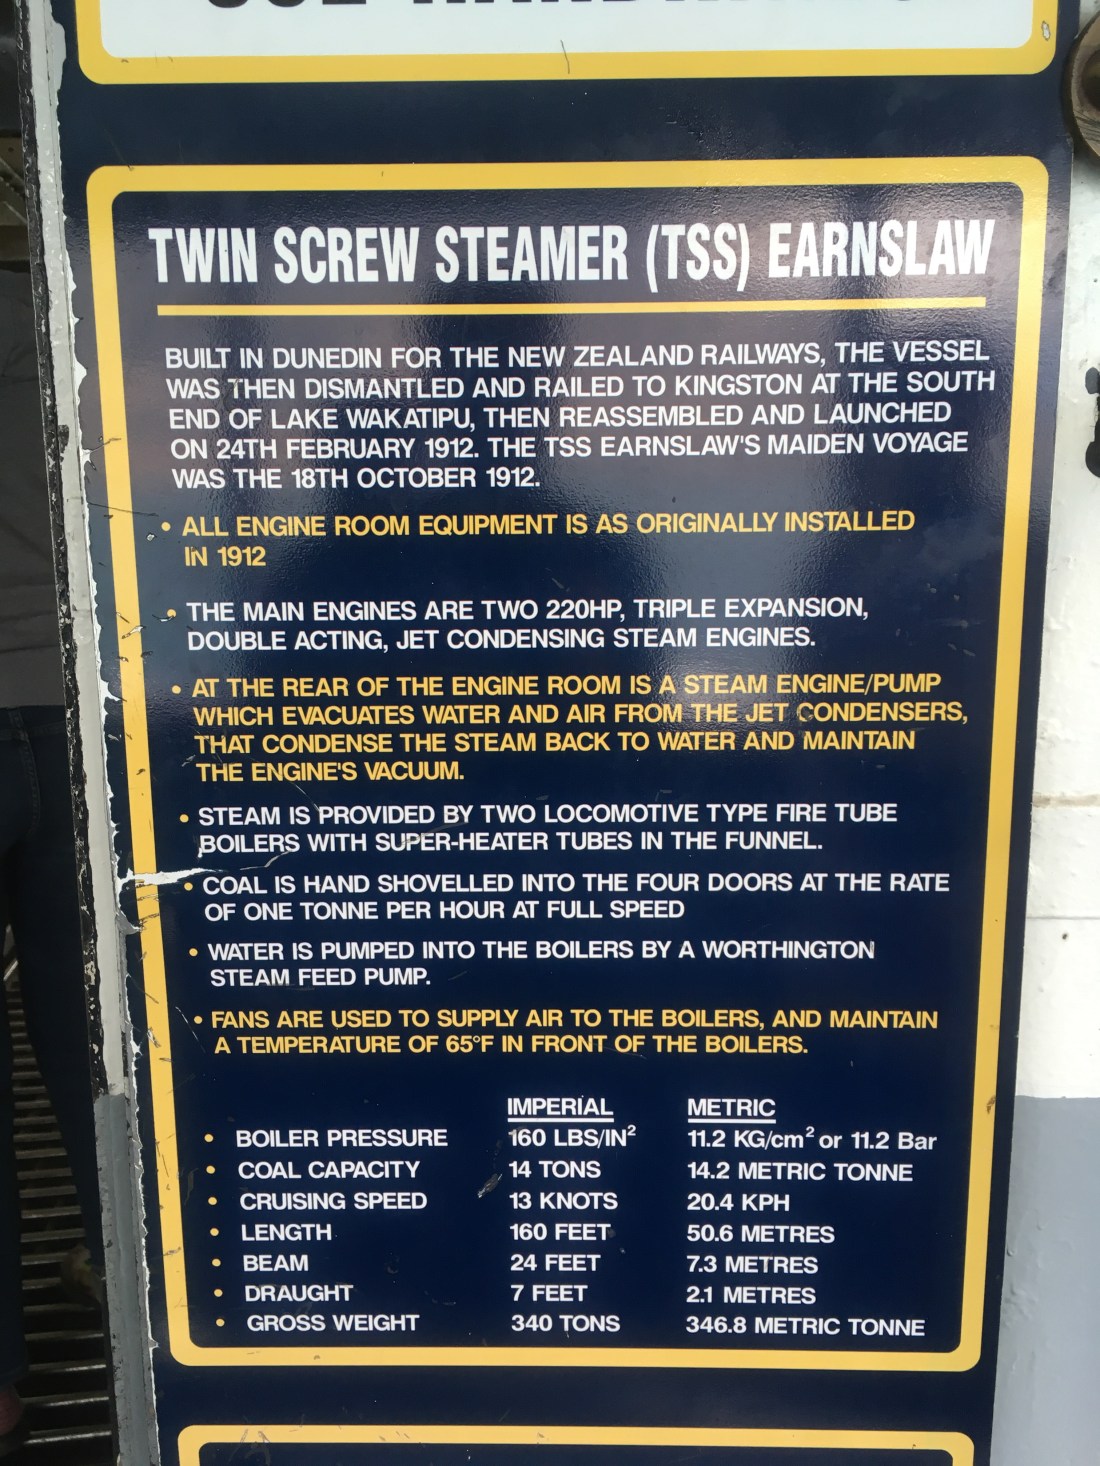 TWIN SCREW STEAMER (TSS) EARNSLAW
BUILT IN DUNEDIN FOR THE NEW ZEALAND RAILWAYS, THE VESSEL
WAS THEN DISMANTLED AND RAILED TO KINGSTON AT THE SOUTH
END OF LAKE WAKATIPU, THEN REASSEMBLED AND LAUNCHED
ON 24TH FEBRUARY 1912. THE TSS EARNSLAW'S MAIDEN VOYAGE
WAS THE 18TH OCTOBER 1912.
• ALL ENGINE ROOM EQUIPMENT IS AS ORIGINALLY INSTALLED
IN 1912
• THE MAIN ENGINES ARE TWO 220HP, TRIPLE EXPANSION,
DOUBLE ACTING, JET CONDENSING STEAM ENGINES.
• AT THE REAR OF THE ENGINE ROOM IS A STEAM ENGINE/PUMP
WHICH EVACUATES WATER AND AIR FROM THE JET CONDENSERS,
THAT CONDENSE THE STEAM BACK TO WATER AND MAINTAIN
THE ENGINE'S VACUUM.
• STEAM IS PROVIDED BY TWO LOCOMOTIVE TYPE FIRE TUBE
BOILERS WITH SUPER-HEATER TUBES IN THE FUNNEL.
• COAL IS HAND SHOVELLED INTO THE FOUR DOORS AT THE RATE
OF ONE TONNE PER HOUR AT FULL SPEED
• WATER IS PUMPED INTO THE BOILERS BY A WORTHINGTON
STEAM FEED PUMP.
• FANS ARE USED TO SUPPLY AIR TO THE BOILERS, AND MAINTAIN
A TEMPERATURE OF 65°F IN FRONT OF THE BOILERS.
IMPERIAL METRIC
• BOILER PRESSURE 160 LBS/IN² 11.2 KG/cm² or 11.2 Bar
• COAL CAPACITY 14 TONS 14.2 METRIC TONNE
• CRUISING SPEED 13 KNOTS 20.4 KPH
• LENGTH 160 FEET 50.6 METRES
• BEAM 24 FEET 7.3 METRES
• DRAUGHT 7 FEET 2.1 METRES
• GROSS WEIGHT 340 TONS 346.8 METRIC TONNE